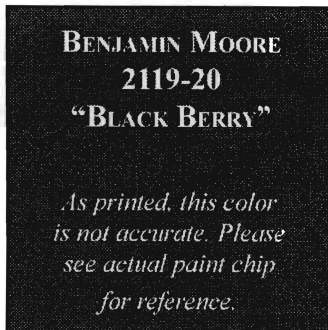 BENJAMIN MOORE
2119-20
“BLACK BERRY”
As printed, this color
is not accurate. Please
see actual paint chip
for reference.